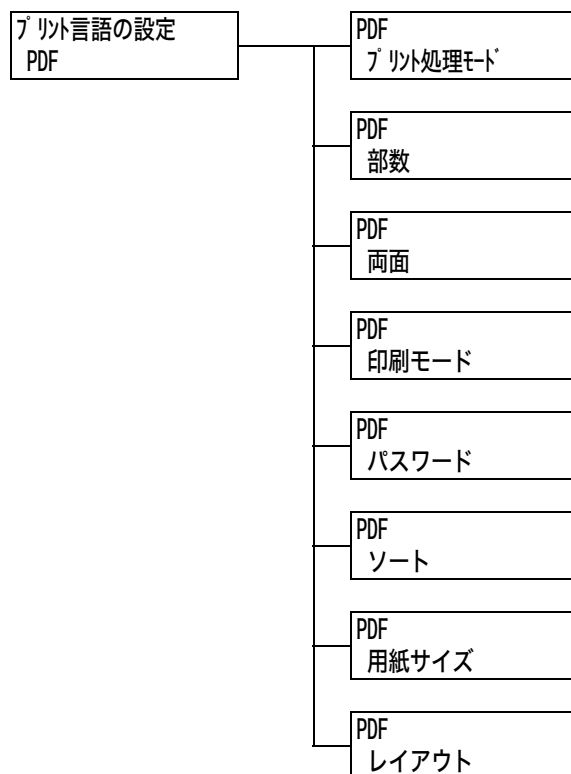 プリント言語の設定
PDF
PDF
プリント処理モード
PDF
部数
PDF
両面
PDF
印刷モード
PDF
パスワード
PDF
ソート
PDF
用紙サイズ
PDF
レイアウト